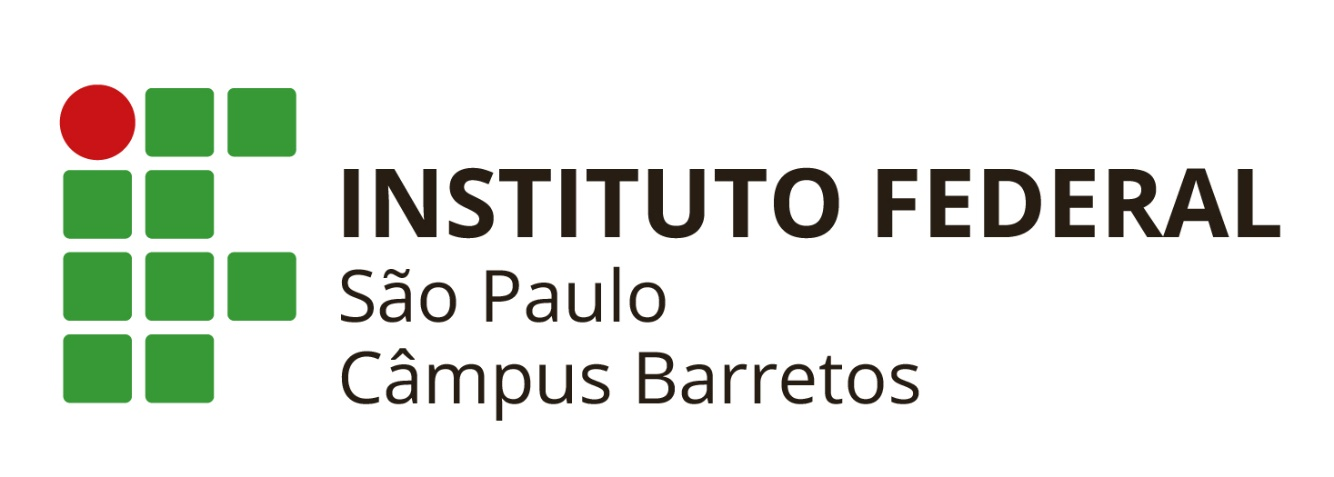 INSTITUTO FEDERAL
São Paulo
Câmpus Barretos